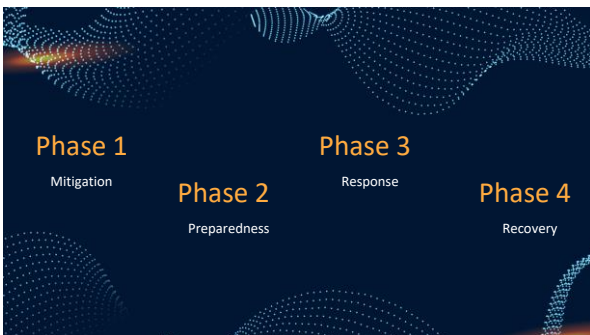 Phase 1
Mitigation
Phase 2
Preparedness
Phase 3
Response
Phase 4
Recovery